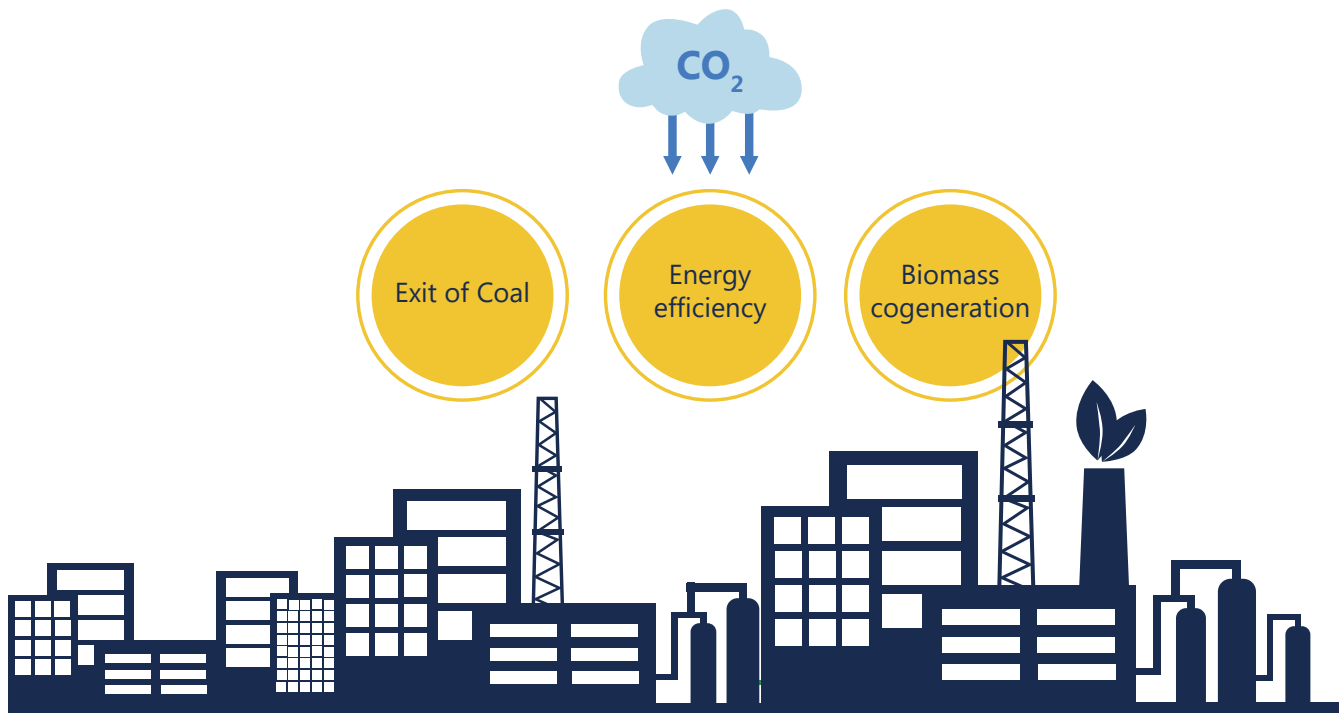 CO₂
Exit of Coal
Energy
efficiency
Biomass
cogeneration